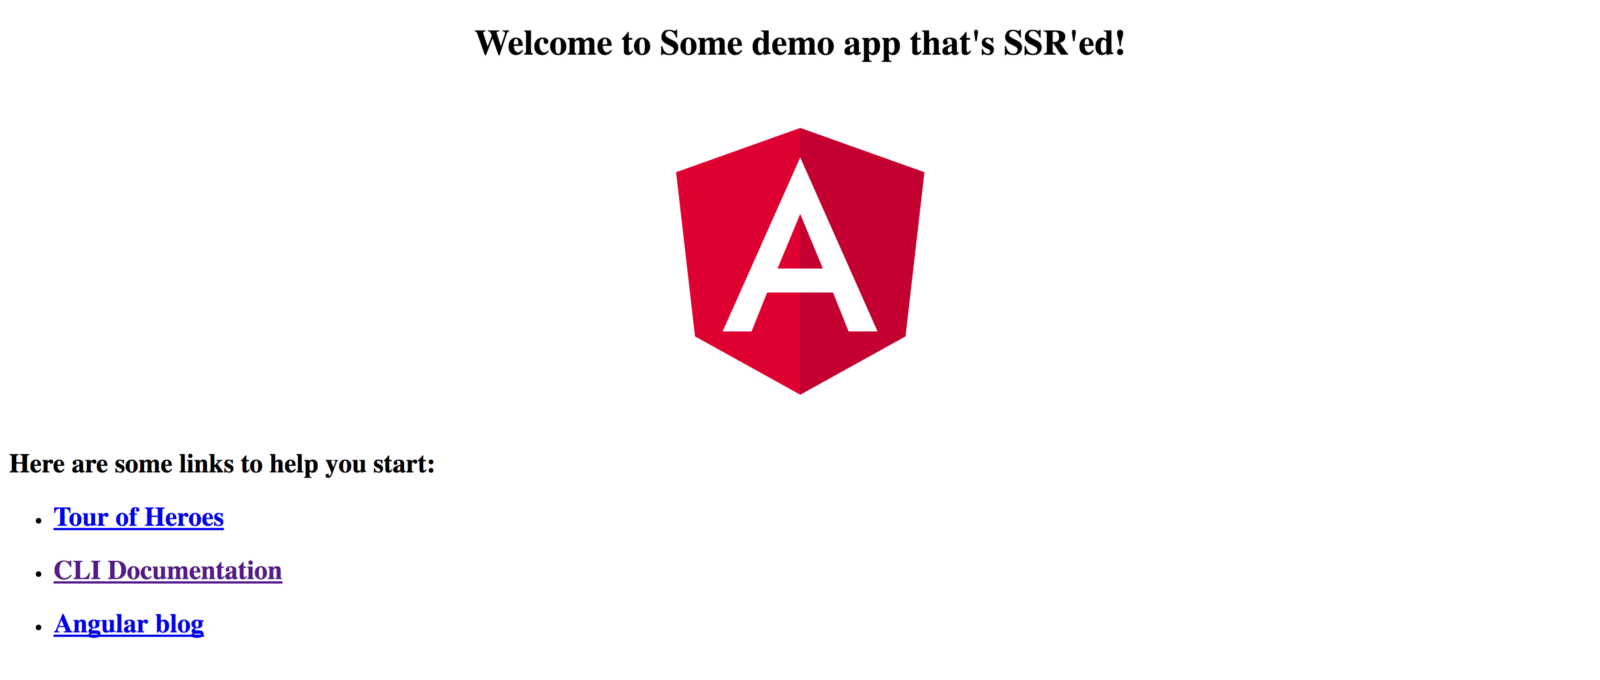 Welcome to Some demo app that's SSR'ed!
A
Here are some links to help you start:
Tour of Heroes
CLI Documentation
Angular blog